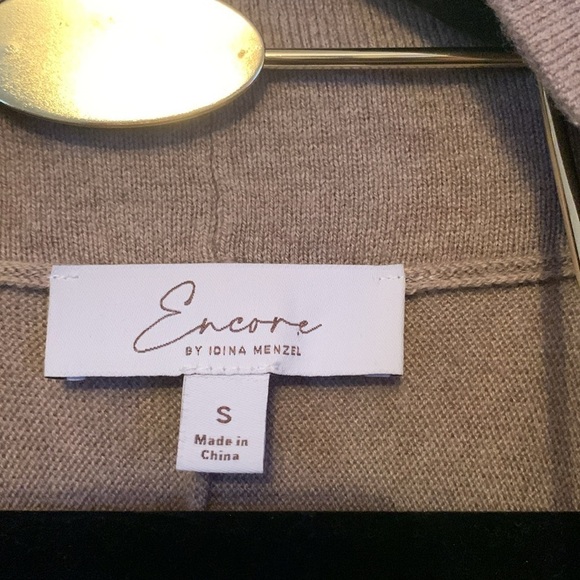 Encore
BY IDINA MENZEL
S
Made in
China